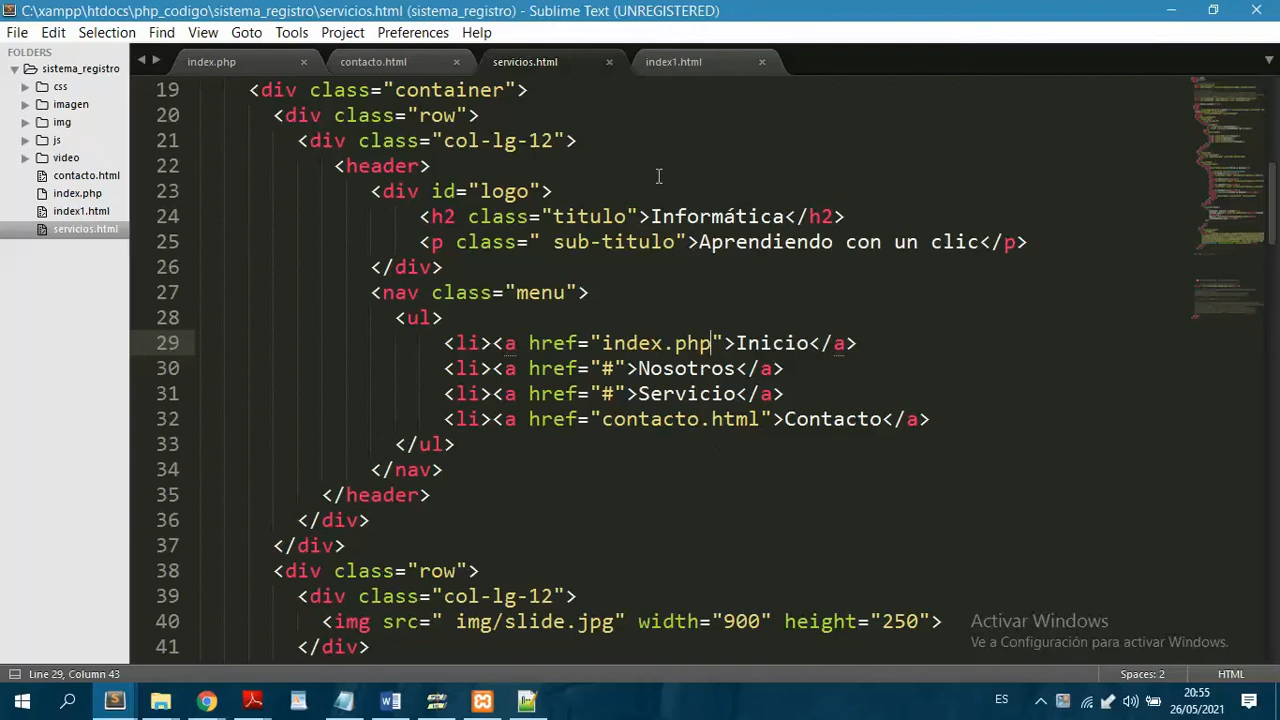 C:\xampp\htdocs\php_codigo\sistema_registro\servicios.html (sistema_registro) - Sublime Text (UNREGISTERED)
File Edit Selection Find View Goto Tools Project Preferences Help
FOLDERS
sistema_registro
css
imagen
img
js
video
contacto.html
index.php
index1.html
servicios.html
index.php contacto.html servicios.html index1.html
19 <div class="container">
20 <div class="row">
21 <div class="col-lg-12">
22 <header>
23 <div id="logo">
24 <h2 class="titulo">Informática</h2>
25 <p class=" sub-titulo">Aprendiendo con un clic</p>
26 </div>
27 <nav class="menu">
28 <ul>
29 <li><a href="index.php">Inicio</a>
30 <li><a href="#">Nosotros</a>
31 <li><a href="#">Servicio</a>
32 <li><a href="contacto.html">Contacto</a>
33 </ul>
34 </nav>
35 </header>
36 </div>
37 </div>
38 <div class="row">
39 <div class="col-lg-12">
40 <img src=" img/slide.jpg" width="900" height="250">
41 </div>
Activar Windows
Ve a Configuración para activar Windows.
Line 29, Column 43 Spaces: 2 HTML
ES
20:55
26/05/2021